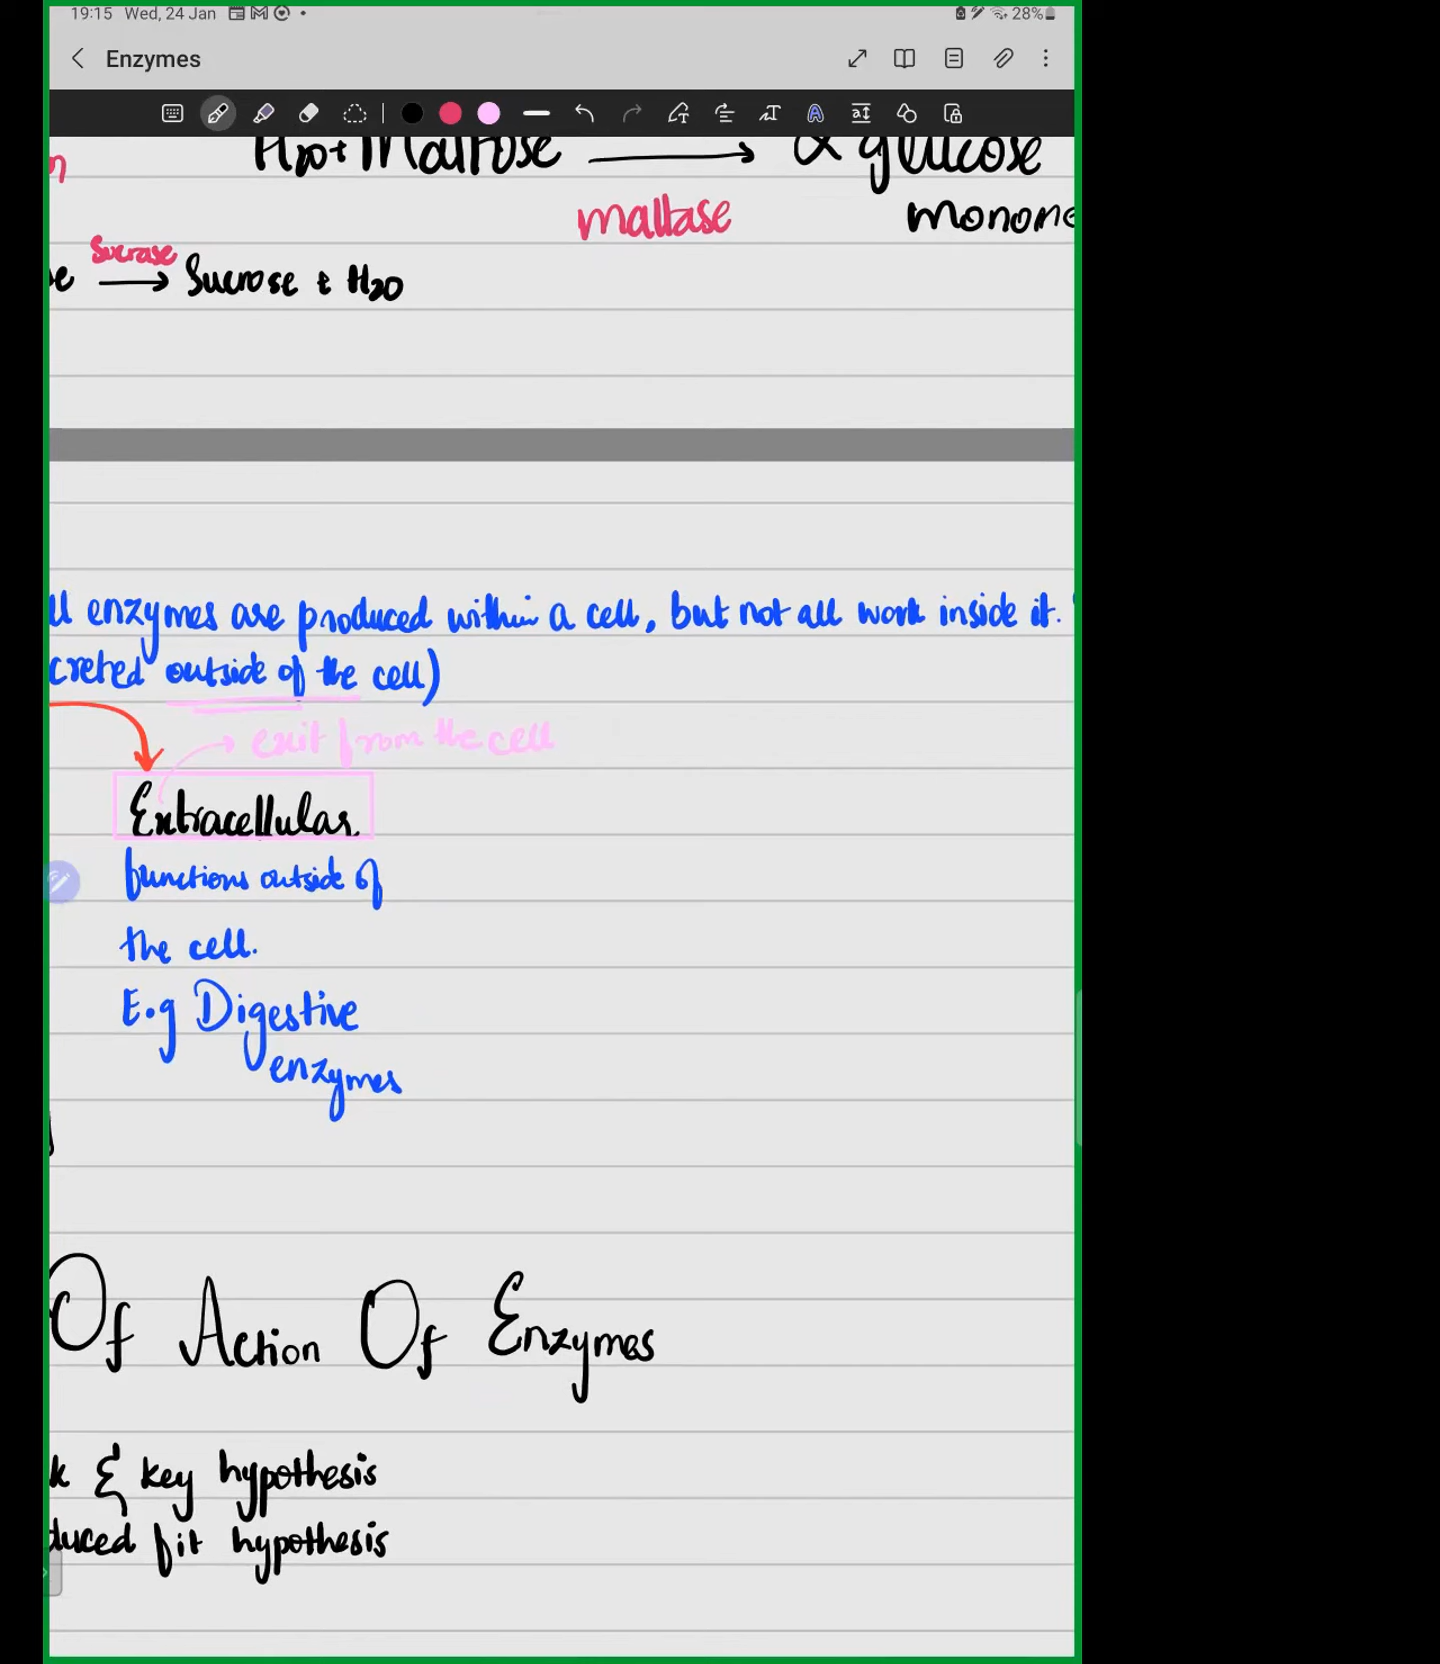 19:15 Wed, 24 Jan
28%
Enzymes
H2O + Maltose → α glucose
maltase
monome
Sucrase
se → Sucrose & H2O
ll enzymes are produced within a cell, but not all work inside it.
creted outside of the cell)
→ exit from the cell
Extracellular
functions outside of
the cell.
E.g Digestive
enzymes
Of Action Of Enzymes
k & key hypothesis
duced fit hypothesis